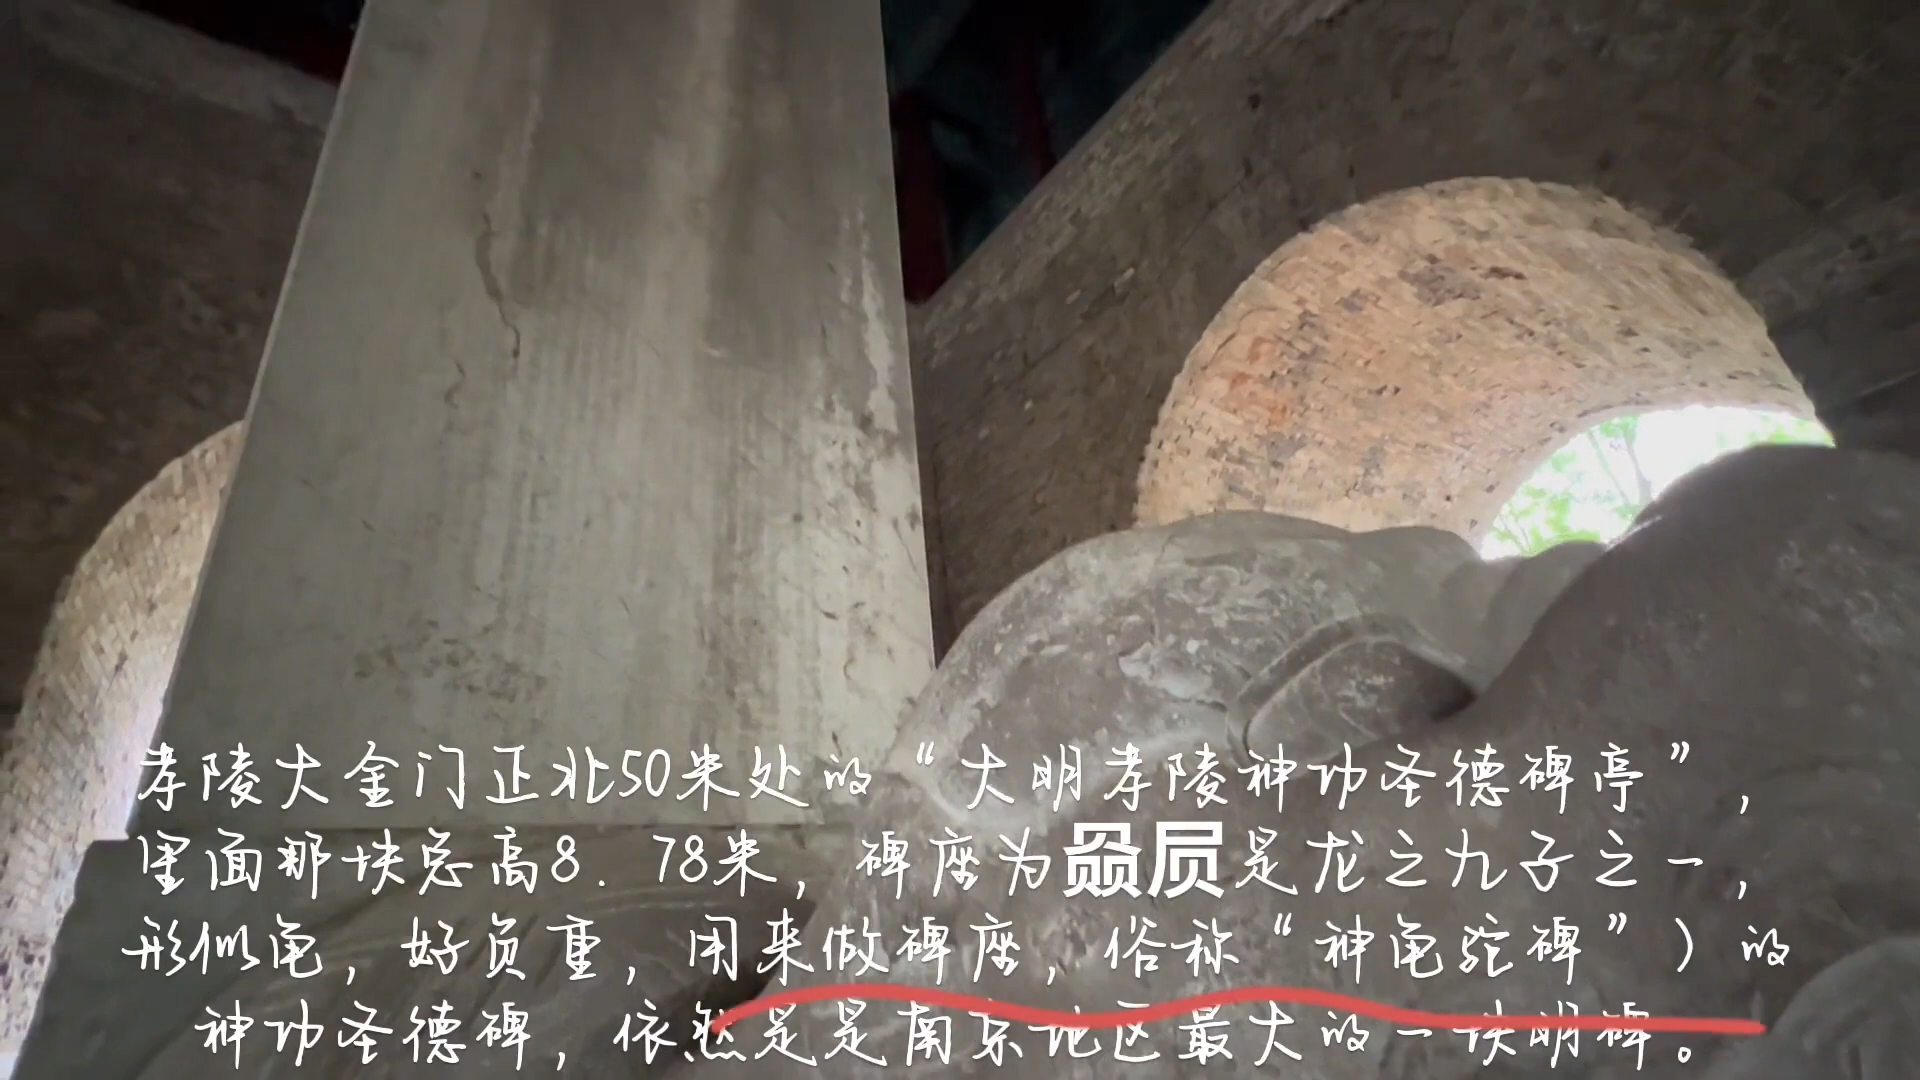 孝陵大金门正北50米处的“大明孝陵神功圣德碑亭”，
里面那块总高8．78米，碑座为赑屃是龙之九子之一，
形似龟，好负重，用来做碑座，俗称“神龟驼碑”）的
神功圣德碑，依然是是南京地区最大的一块明碑。